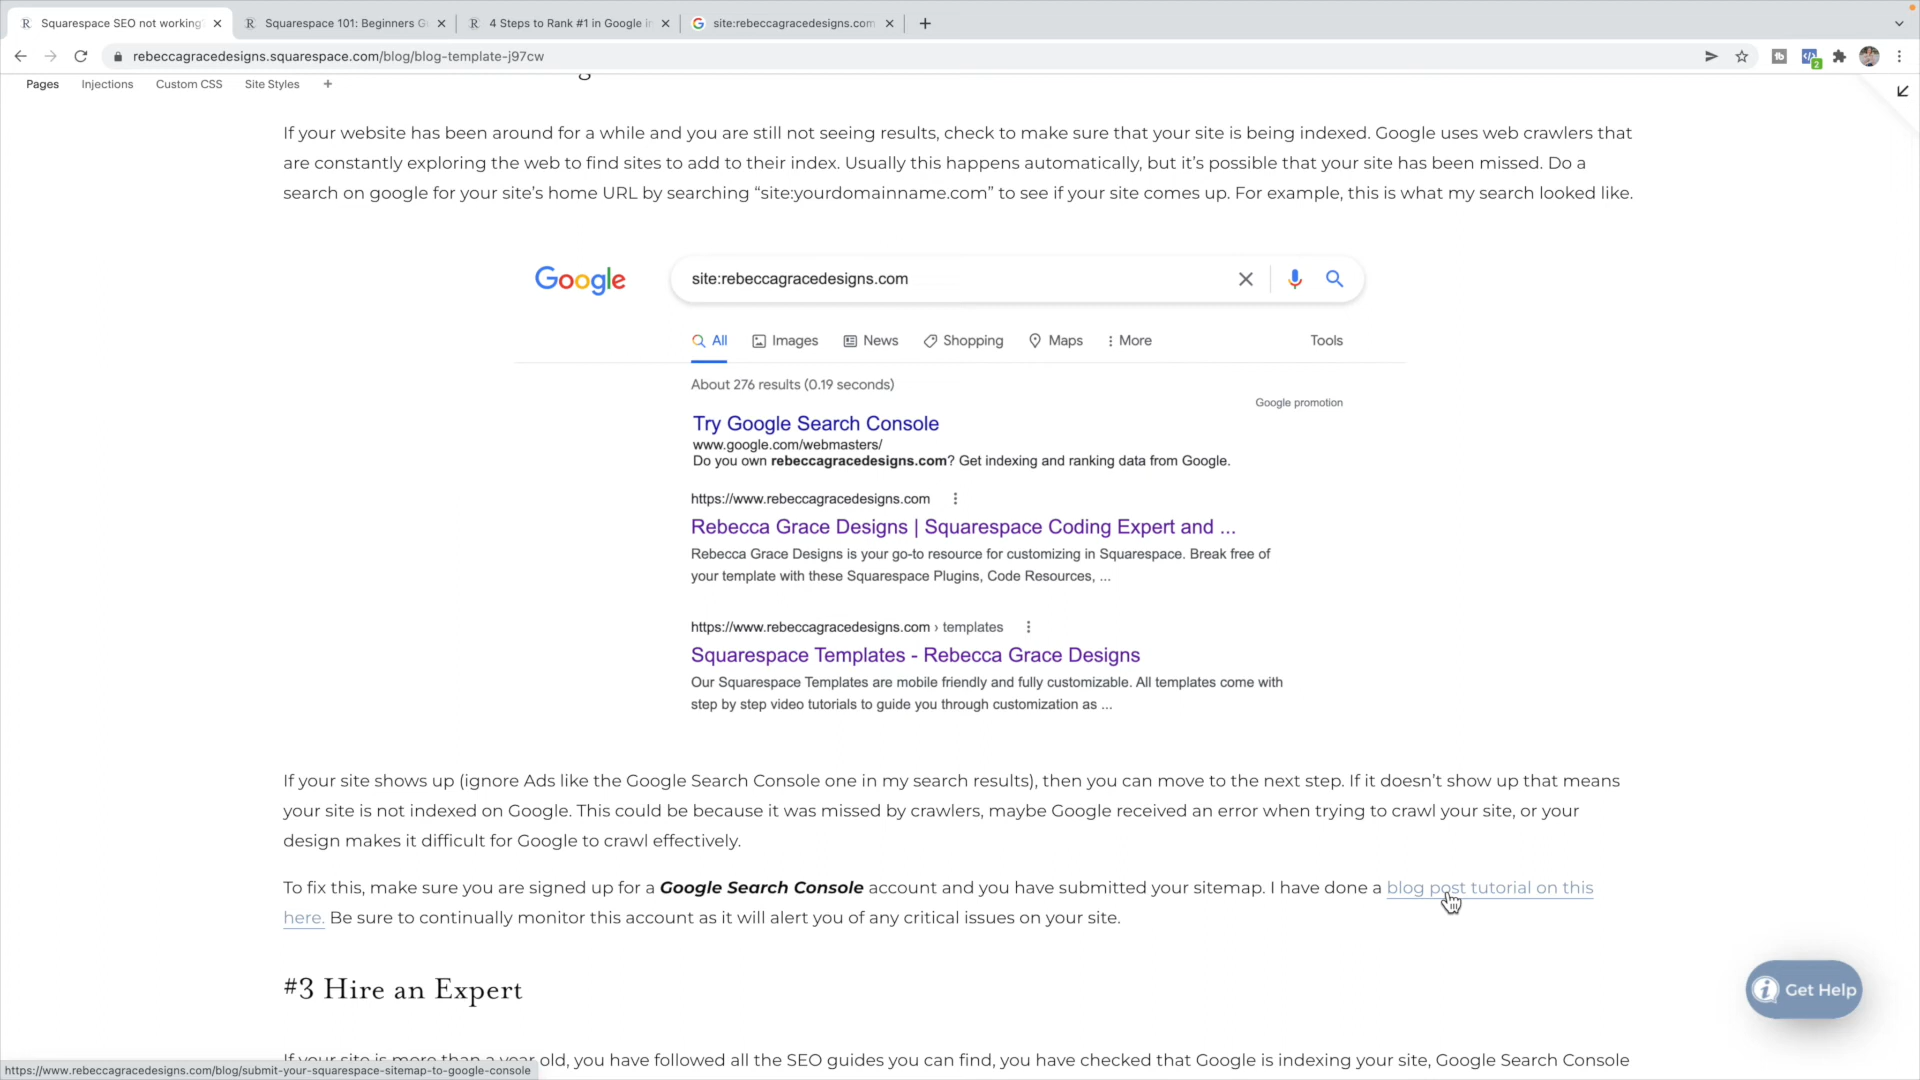 Squarespace SEO not working
Squarespace 101: Beginners G
4 Steps to Rank #1 in Google i
site:rebeccagracedesigns.com
rebeccagracedesigns.squarespace.com/blog/blog-template-j97cw
2
Pages
Injections
Custom CSS
Site Styles
If your website has been around for a while and you are still not seeing results, check to make sure that your site is being indexed. Google uses web crawlers that
are constantly exploring the web to find sites to add to their index. Usually this happens automatically, but it’s possible that your site has been missed. Do a
search on google for your site’s home URL by searching “site:yourdomainname.com” to see if your site comes up. For example, this is what my search looked like.
Google
site:rebeccagracedesigns.com
All Images News Shopping Maps More Tools
About 276 results (0.19 seconds)
Google promotion
Try Google Search Console
www.google.com/webmasters/
Do you own rebeccagracedesigns.com? Get indexing and ranking data from Google.
https://www.rebeccagracedesigns.com
Rebecca Grace Designs | Squarespace Coding Expert and ...
Rebecca Grace Designs is your go-to resource for customizing in Squarespace. Break free of
your template with these Squarespace Plugins, Code Resources, ...
https://www.rebeccagracedesigns.com › templates
Squarespace Templates - Rebecca Grace Designs
Our Squarespace Templates are mobile friendly and fully customizable. All templates come with
step by step video tutorials to guide you through customization as ...
If your site shows up (ignore Ads like the Google Search Console one in my search results), then you can move to the next step. If it doesn’t show up that means
your site is not indexed on Google. This could be because it was missed by crawlers, maybe Google received an error when trying to crawl your site, or your
design makes it difficult for Google to crawl effectively.
To fix this, make sure you are signed up for a Google Search Console account and you have submitted your sitemap. I have done a blog post tutorial on this
here. Be sure to continually monitor this account as it will alert you of any critical issues on your site.
#3 Hire an Expert
Get Help
If your site is more than a year old, you have followed all the SEO guides you can find, you have checked that Google is indexing your site, Google Search Console
https://www.rebeccagracedesigns.com/blog/submit-your-squarespace-sitemap-to-google-console